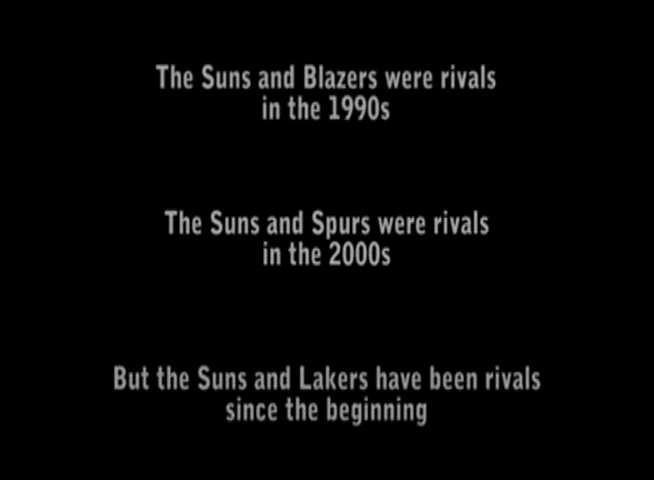 The Suns and Blazers were rivals
in the 1990s
The Suns and Spurs were rivals
in the 2000s
But the Suns and Lakers have been rivals
since the beginning